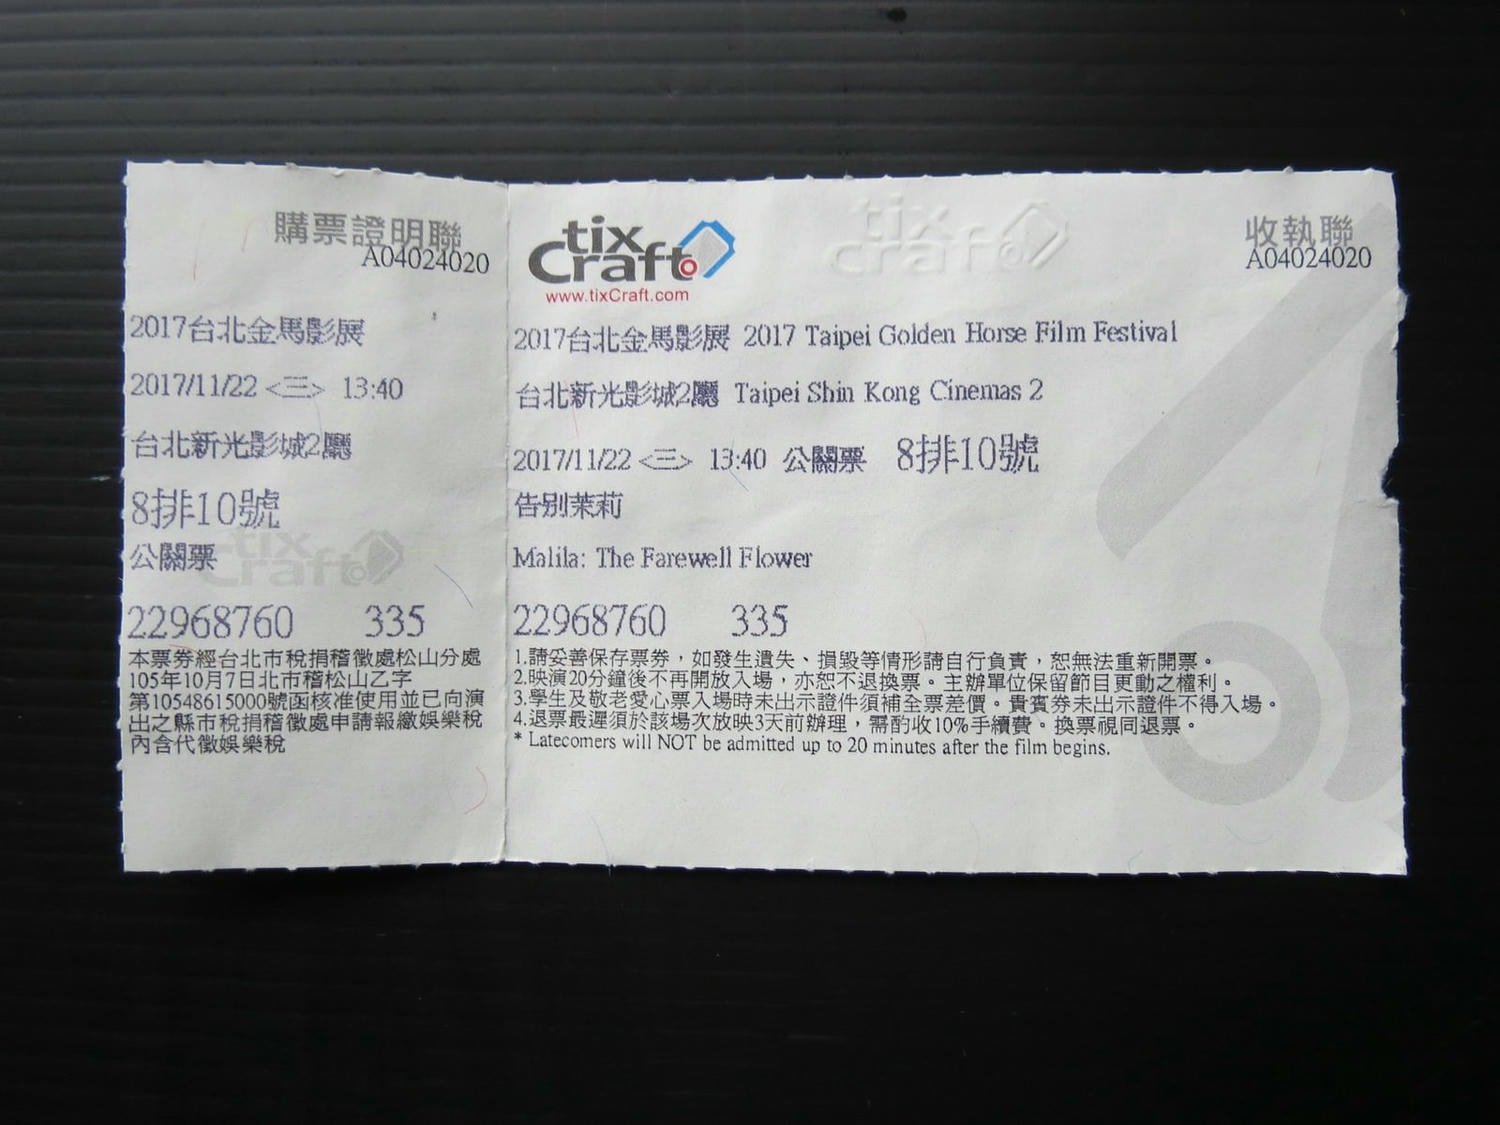 購票證明聯
A04024020
2017台北金馬影展
2017/11/22 <三> 13:40
台北新光影城2廳
8排10號
公關票
tix Craft
22968760 335
本票券經台北市稅捐稽徵處松山分處
105年10月7日北市稽松山乙字
第10548615000號函核准使用並已向演
出之縣市稅捐稽徵處申請報繳娛樂稅
內含代徵娛樂稅
tix Craft
www.tixCraft.com
tix Craft
收執聯
A04024020
2017台北金馬影展 2017 Taipei Golden Horse Film Festival
台北新光影城2廳 Taipei Shin Kong Cinemas 2
2017/11/22 <三> 13:40 公關票 8排10號
告別茉莉
Malila: The Farewell Flower
22968760 335
1.請妥善保存票券，如發生遺失、損毀等情形請自行負責，恕無法重新開票。
2.映演20分鐘後不再開放入場，亦恕不退換票。主辦單位保留節目更動之權利。
3.學生及敬老愛心票入場時未出示證件須補全票差價。貴賓券未出示證件不得入場。
4.退票最遲須於該場次放映3天前辦理，需酌收10%手續費。換票視同退票。
* Latecomers will NOT be admitted up to 20 minutes after the film begins.